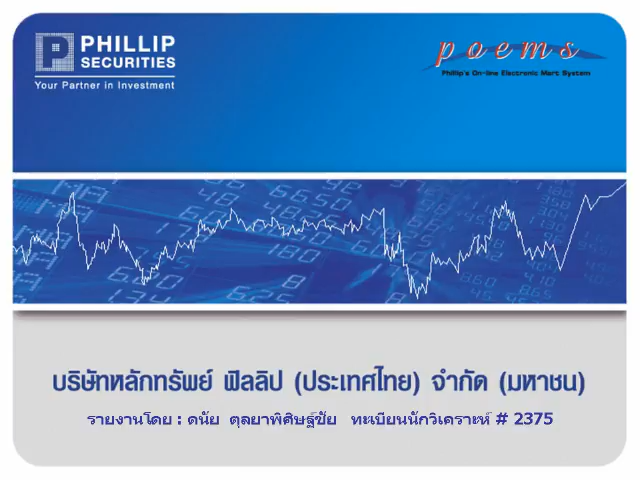 PHILLIP
SECURITIES
Your Partner in Investment
poems
Phillip's On-line Electronic Mart System
บริษัทหลักทรัพย์ ฟิลลิป (ประเทศไทย) จำกัด (มหาชน)
รายงานโดย : ดนัย ตุลยาพิศิษฐ์ชัย ทะเบียนนักวิเคราะห์ # 2375